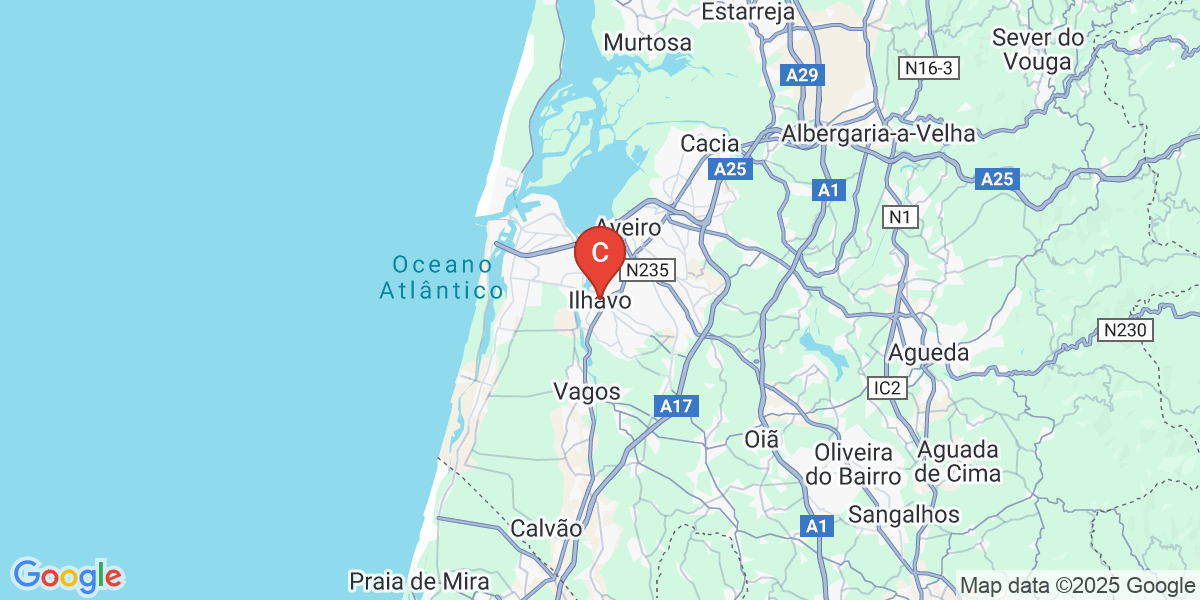 Estarreja
Murtosa
Sever do
Vouga
N16-3
A29
Albergaria-a-Velha
Cacia
A25
A25
A1
N1
Aveiro
C
N235
Oceano
Atlântico
Ílhavo
N230
Agueda
IC2
Vagos
A17
Oiã
Oliveira
do Bairro
Aguada
de Cima
Sangalhos
A1
Calvão
Praia de Mira
Google
Map data ©2025 Google